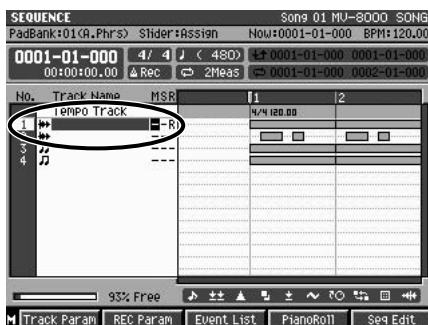 SEQUENCE Song 01 MV-8000 SONG
PadBank:01(A.Phrs) Slider:Assign Now:0001-01-000 BPM:120.00
0001-01-000 4/ 4 ( 480) 0001-01-000 0001-01-000
00:00:00.00 Rec 2Meas 0001-01-000 0002-01-000
No. Track Name MSR 1 2
Tempo Track 4/4 120.00
1 --R
---
3 ---
4 ---
93% Free
M Track Param REC Param Event List PianoRoll Seq Edit